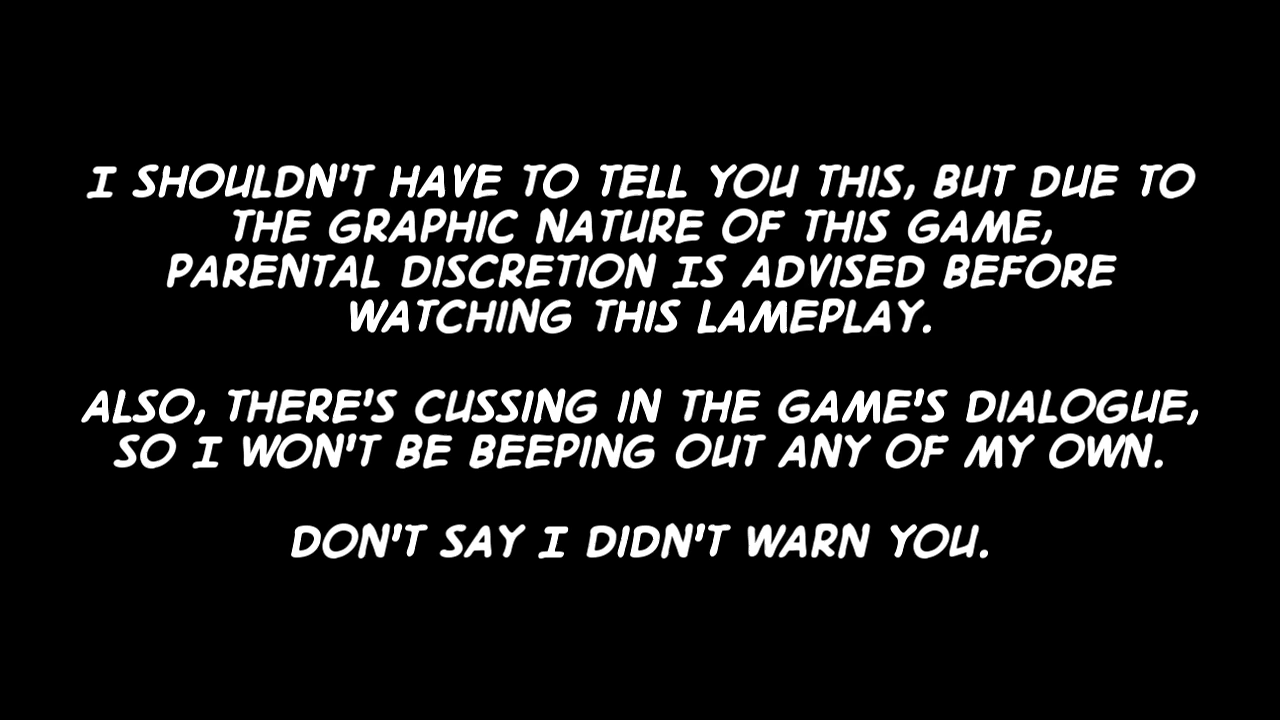 I SHOULDN'T HAVE TO TELL YOU THIS, BUT DUE TO
THE GRAPHIC NATURE OF THIS GAME,
PARENTAL DISCRETION IS ADVISED BEFORE
WATCHING THIS LAMEPLAY.
ALSO, THERE'S CUSSING IN THE GAME'S DIALOGUE,
SO I WON'T BE BEEPING OUT ANY OF MY OWN.
DON'T SAY I DIDN'T WARN YOU.